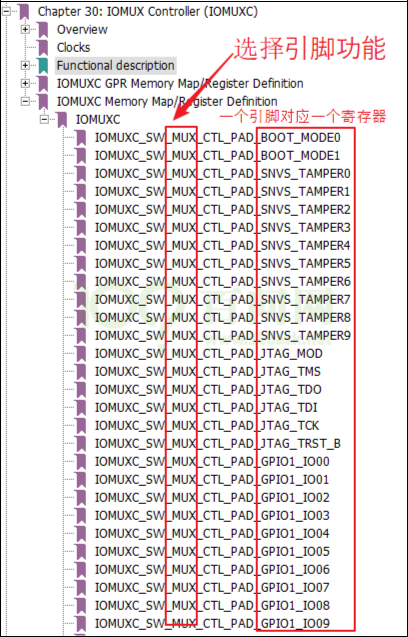 Chapter 30: IOMUX Controller (IOMUXC)
Overview
Clocks
Functional description
IOMUXC GPR Memory Map/Register Definition
IOMUXC Memory Map/Register Definition
IOMUXC
选择引脚功能
一个引脚对应一个寄存器
IOMUXC_SW_MUX_CTL_PAD_BOOT_MODE0
IOMUXC_SW_MUX_CTL_PAD_BOOT_MODE1
IOMUXC_SW_MUX_CTL_PAD_SNVS_TAMPER0
IOMUXC_SW_MUX_CTL_PAD_SNVS_TAMPER1
IOMUXC_SW_MUX_CTL_PAD_SNVS_TAMPER2
IOMUXC_SW_MUX_CTL_PAD_SNVS_TAMPER3
IOMUXC_SW_MUX_CTL_PAD_SNVS_TAMPER4
IOMUXC_SW_MUX_CTL_PAD_SNVS_TAMPER5
IOMUXC_SW_MUX_CTL_PAD_SNVS_TAMPER6
IOMUXC_SW_MUX_CTL_PAD_SNVS_TAMPER7
IOMUXC_SW_MUX_CTL_PAD_SNVS_TAMPER8
IOMUXC_SW_MUX_CTL_PAD_SNVS_TAMPER9
IOMUXC_SW_MUX_CTL_PAD_JTAG_MOD
IOMUXC_SW_MUX_CTL_PAD_JTAG_TMS
IOMUXC_SW_MUX_CTL_PAD_JTAG_TDO
IOMUXC_SW_MUX_CTL_PAD_JTAG_TDI
IOMUXC_SW_MUX_CTL_PAD_JTAG_TCK
IOMUXC_SW_MUX_CTL_PAD_JTAG_TRST_B
IOMUXC_SW_MUX_CTL_PAD_GPIO1_IO00
IOMUXC_SW_MUX_CTL_PAD_GPIO1_IO01
IOMUXC_SW_MUX_CTL_PAD_GPIO1_IO02
IOMUXC_SW_MUX_CTL_PAD_GPIO1_IO03
IOMUXC_SW_MUX_CTL_PAD_GPIO1_IO04
IOMUXC_SW_MUX_CTL_PAD_GPIO1_IO05
IOMUXC_SW_MUX_CTL_PAD_GPIO1_IO06
IOMUXC_SW_MUX_CTL_PAD_GPIO1_IO07
IOMUXC_SW_MUX_CTL_PAD_GPIO1_IO08
IOMUXC_SW_MUX_CTL_PAD_GPIO1_IO09